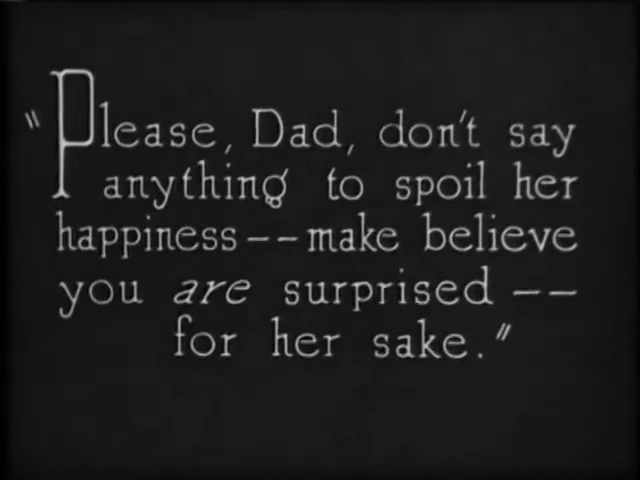 "Please, Dad, don't say
anything to spoil her
happiness--make believe
you are surprised--
for her sake."